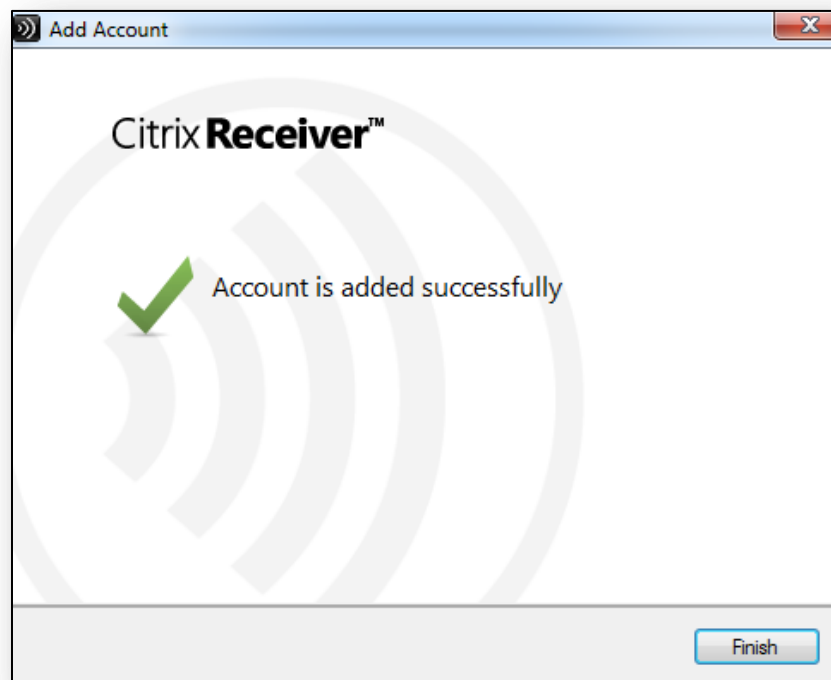 Add Account
Citrix Receiver™
Account is added successfully
Finish